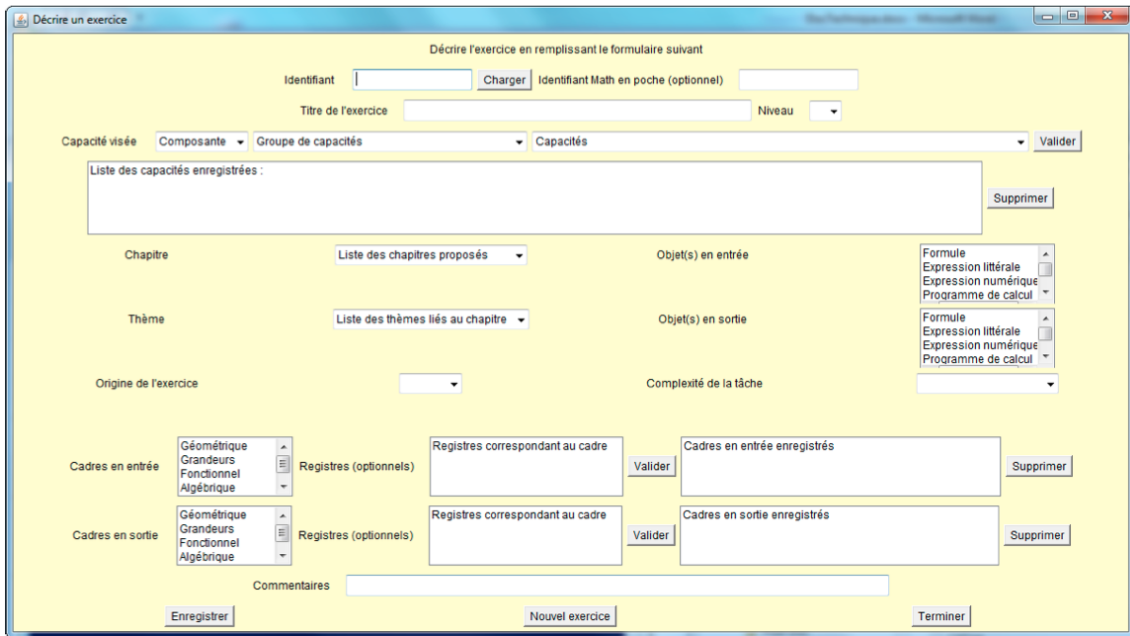 Décrire un exercice
Décrire l'exercice en remplissant le formulaire suivant
Identifiant Charger Identifiant Math en poche (optionnel)
Titre de l'exercice Niveau
Capacité visée Composante Groupe de capacités Capacités Valider
Liste des capacités enregistrées :
Supprimer
Chapitre Liste des chapitres proposés Objet(s) en entrée
Formule
Expression littérale
Expression numérique
Programme de calcul
Thème Liste des thèmes liés au chapitre Objet(s) en sortie
Formule
Expression littérale
Expression numérique
Programme de calcul
Origine de l'exercice Complexité de la tâche
Cadres en entrée
Géométrique
Grandeurs
Fonctionnel
Algébrique
Registres (optionnels) Registres correspondant au cadre Valider Cadres en entrée enregistrés Supprimer
Cadres en sortie
Géométrique
Grandeurs
Fonctionnel
Algébrique
Registres (optionnels) Registres correspondant au cadre Valider Cadres en sortie enregistrés Supprimer
Commentaires
Enregistrer Nouvel exercice Terminer